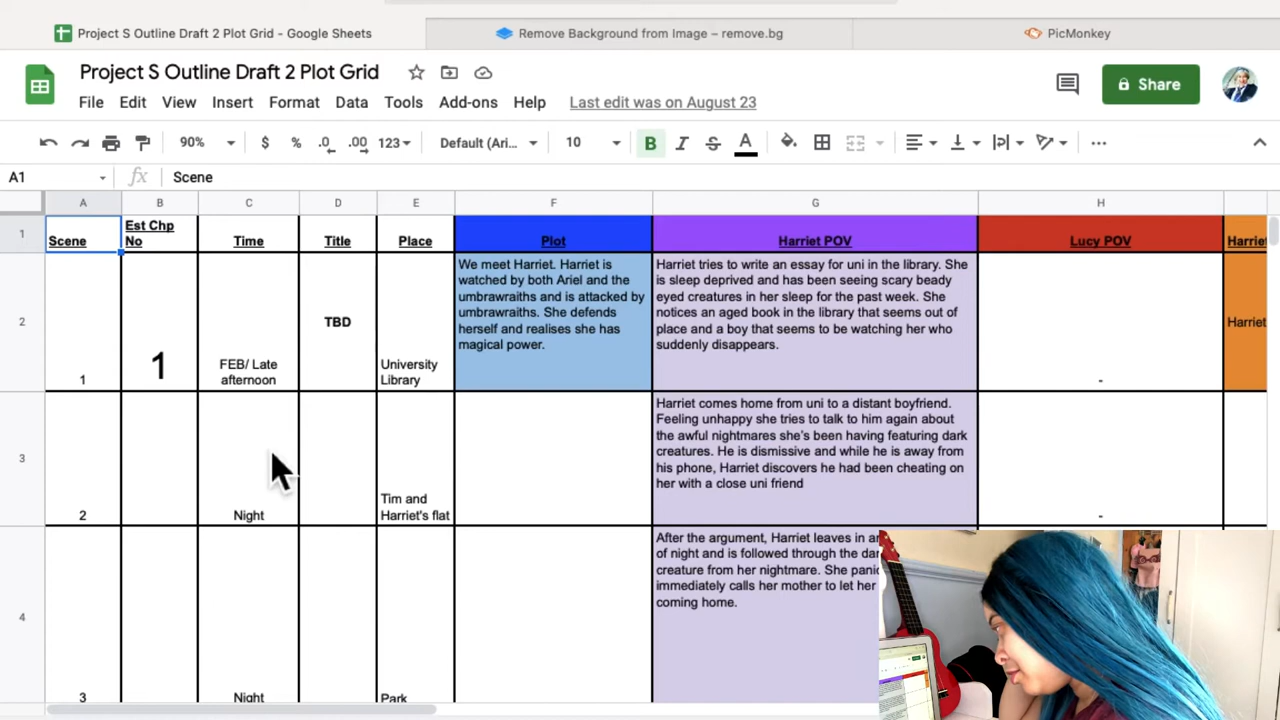 Project S Outline Draft 2 Plot Grid - Google Sheets
Remove Background from Image – remove.bg
PicMonkey
Project S Outline Draft 2 Plot Grid
File Edit View Insert Format Data Tools Add-ons Help Last edit was on August 23
Share
90% $ % .0 .00 123 Default (Ari... 10 B I S A
A1 fx Scene
A B C D E F G H
1
Scene
Est Chp
No
Time
Title
Place
Plot
Harriet POV
Lucy POV
Harriet
2
1
1
FEB/ Late
afternoon
TBD
University
Library
We meet Harriet. Harriet is
watched by both Ariel and the
umbrawraiths and is attacked by
umbrawraiths. She defends
herself and realises she has
magical power.
Harriet tries to write an essay for uni in the library. She
is sleep deprived and has been seeing scary beady
eyed creatures in her sleep for the past week. She
notices an aged book in the library that seems out of
place and a boy that seems to be watching her who
suddenly disappears.
-
Harriet
3
2
Night
Tim and
Harriet's flat
Harriet comes home from uni to a distant boyfriend.
Feeling unhappy she tries to talk to him again about
the awful nightmares she's been having featuring dark
creatures. He is dismissive and while he is away from
his phone, Harriet discovers he had been cheating on
her with a close uni friend
-
4
3
Night
Park
After the argument, Harriet leaves in
of night and is followed through the
creature from her nightmare. She
immediately calls her mother to let her
coming home.